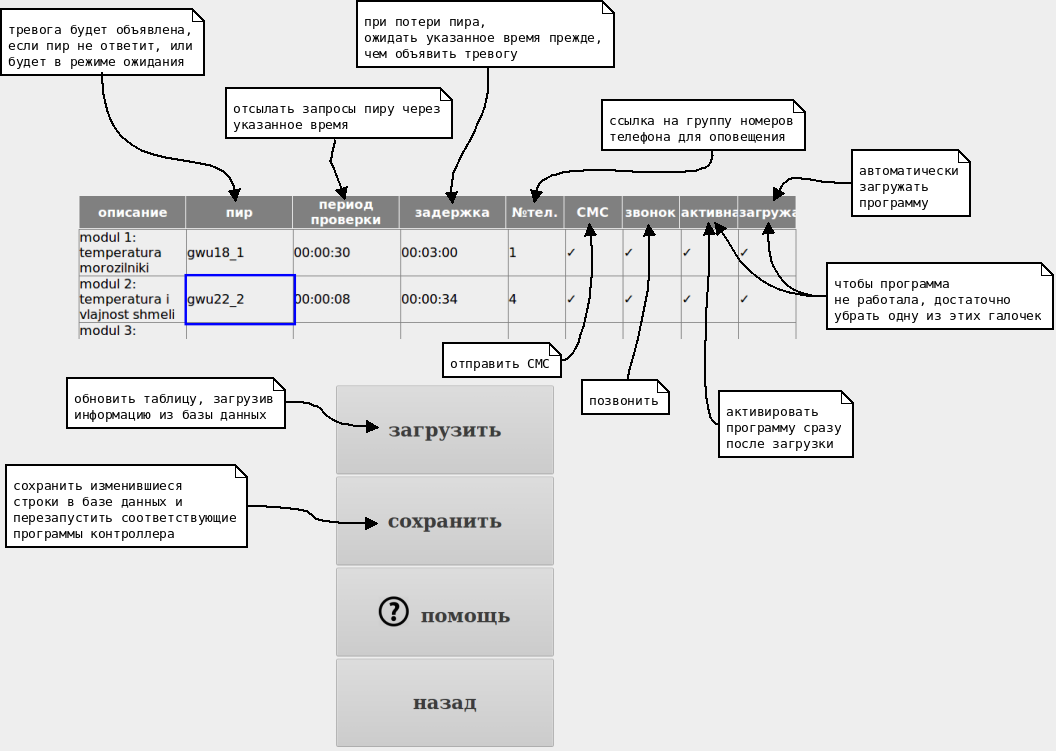 тревога будет объявлена,
если пир не ответит, или
будет в режиме ожидания
при потери пира,
ожидать указанное время прежде,
чем объявить тревогу
отсылать запросы пиру через
указанное время
ссылка на группу номеров
телефона для оповещения
автоматически
загружать
программу
описание пир период проверки задержка №тел. СМС звонок активна загружа
modul 1:
temperatura
morozilniki
gwu18_1 00:00:30 00:03:00 1 ✓ ✓ ✓ ✓
modul 2:
temperatura i
vlajnost shmeli
gwu22_2 00:00:08 00:00:34 4 ✓ ✓ ✓ ✓
modul 3:
чтобы программа
не работала, достаточно
убрать одну из этих галочек
отправить СМС
позвонить
активировать
программу сразу
после загрузки
обновить таблицу, загрузив
информацию из базы данных
загрузить
сохранить изменившиеся
строки в базе данных и
перезапустить соответствующие
программы контроллера
сохранить
? помощь
назад